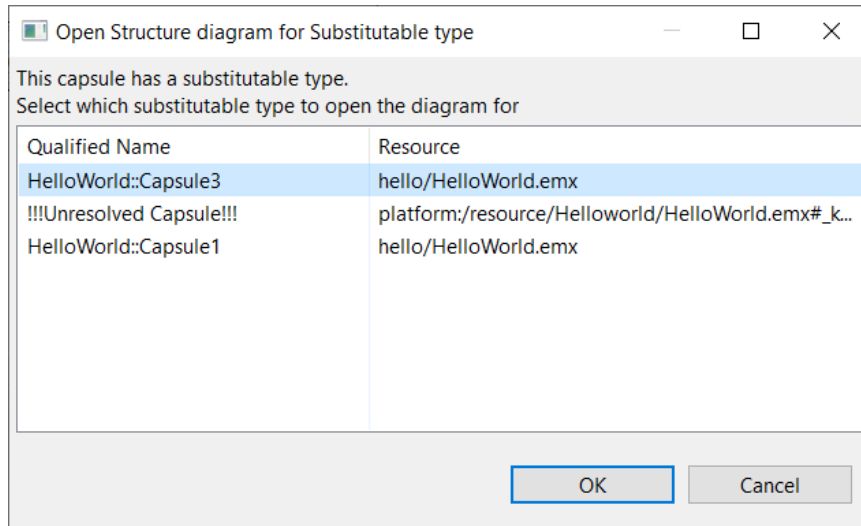 Open Structure diagram for Substitutable type
This capsule has a substitutable type.
Select which substitutable type to open the diagram for
Qualified Name Resource
HelloWorld::Capsule3 hello/HelloWorld.emx
!!!Unresolved Capsule!!! platform:/resource/Helloworld/HelloWorld.emx#_k...
HelloWorld::Capsule1 hello/HelloWorld.emx
OK Cancel